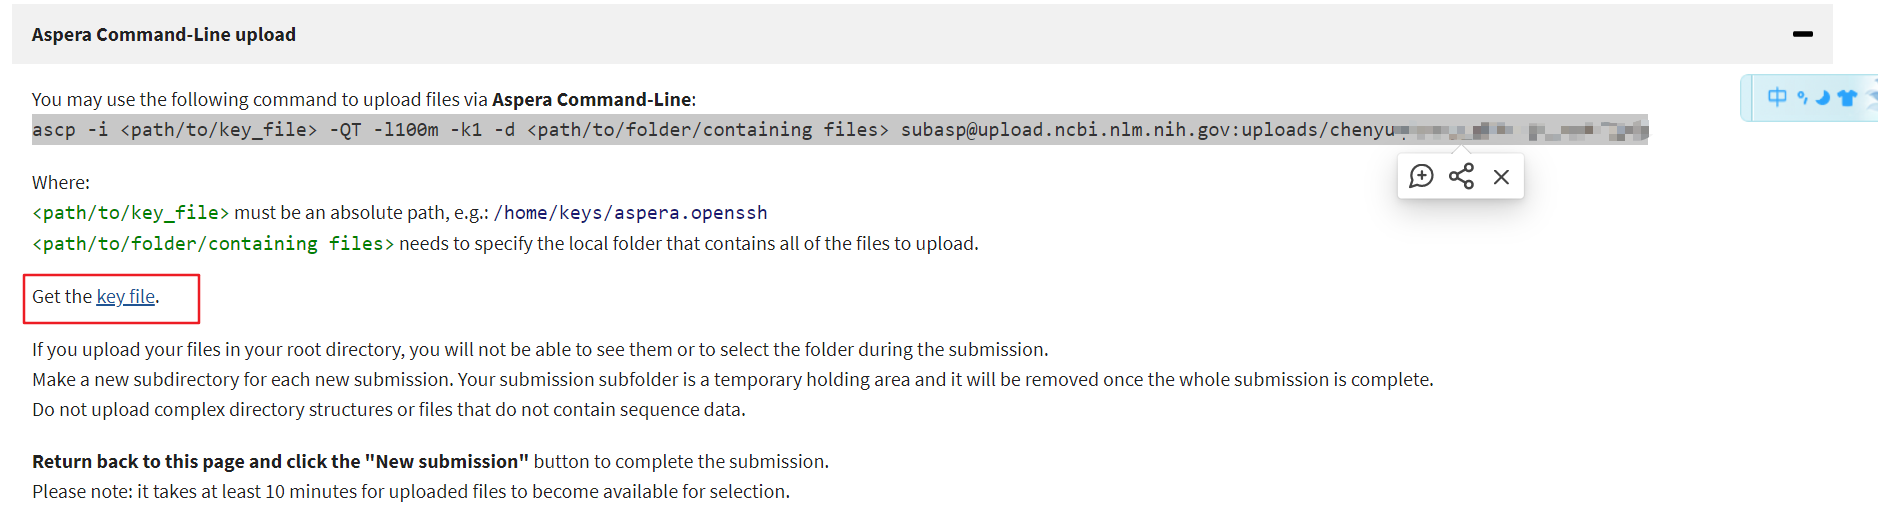 Aspera Command-Line upload
You may use the following command to upload files via Aspera Command-Line:
ascp -i <path/to/key_file> -QT -l100m -k1 -d <path/to/folder/containing files> subasp@upload.ncbi.nlm.nih.gov:uploads/chenyu
中
Where:
<path/to/key_file> must be an absolute path, e.g.: /home/keys/aspera.openssh
<path/to/folder/containing files> needs to specify the local folder that contains all of the files to upload.
Get the key file.
If you upload your files in your root directory, you will not be able to see them or to select the folder during the submission.
Make a new subdirectory for each new submission. Your submission subfolder is a temporary holding area and it will be removed once the whole submission is complete.
Do not upload complex directory structures or files that do not contain sequence data.
Return back to this page and click the "New submission" button to complete the submission.
Please note: it takes at least 10 minutes for uploaded files to become available for selection.